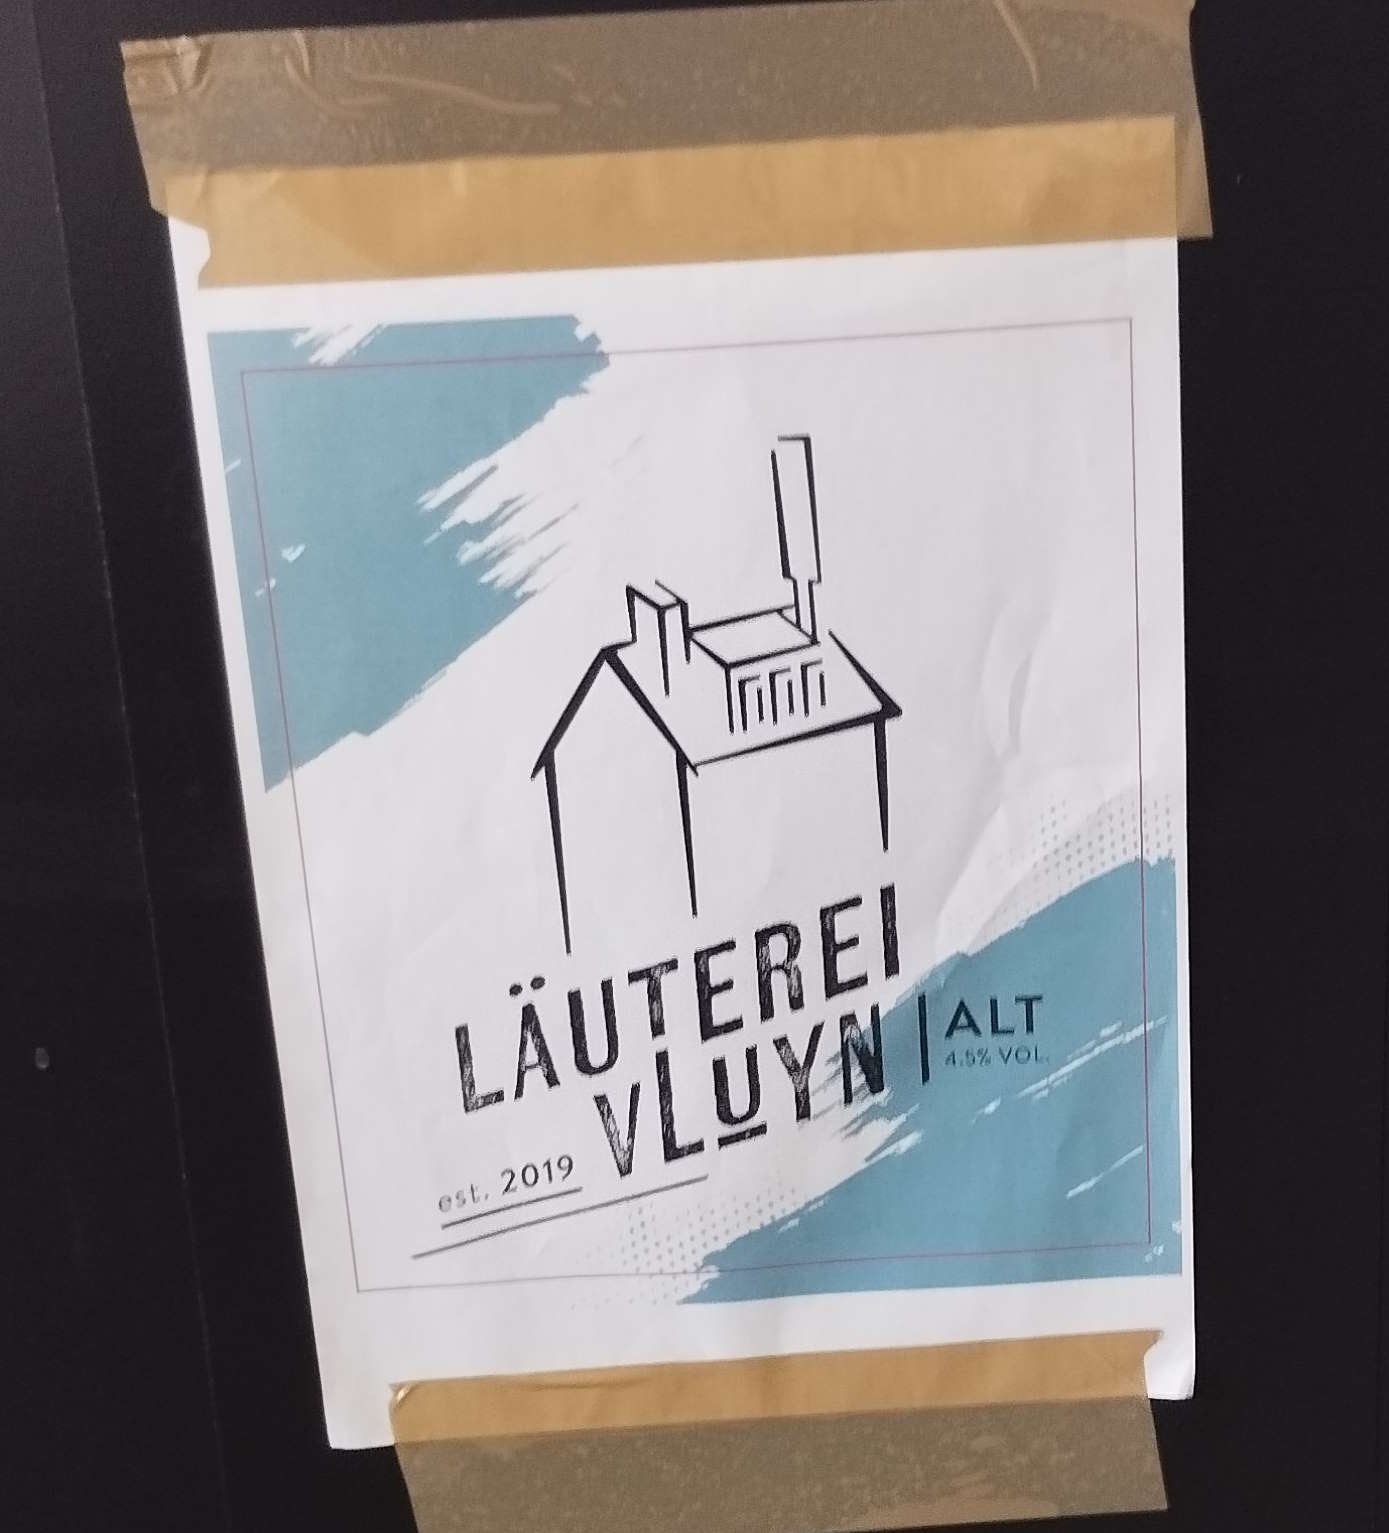 LÄUTEREI
VLUYN
ALT
4.5% VOL.
est. 2019